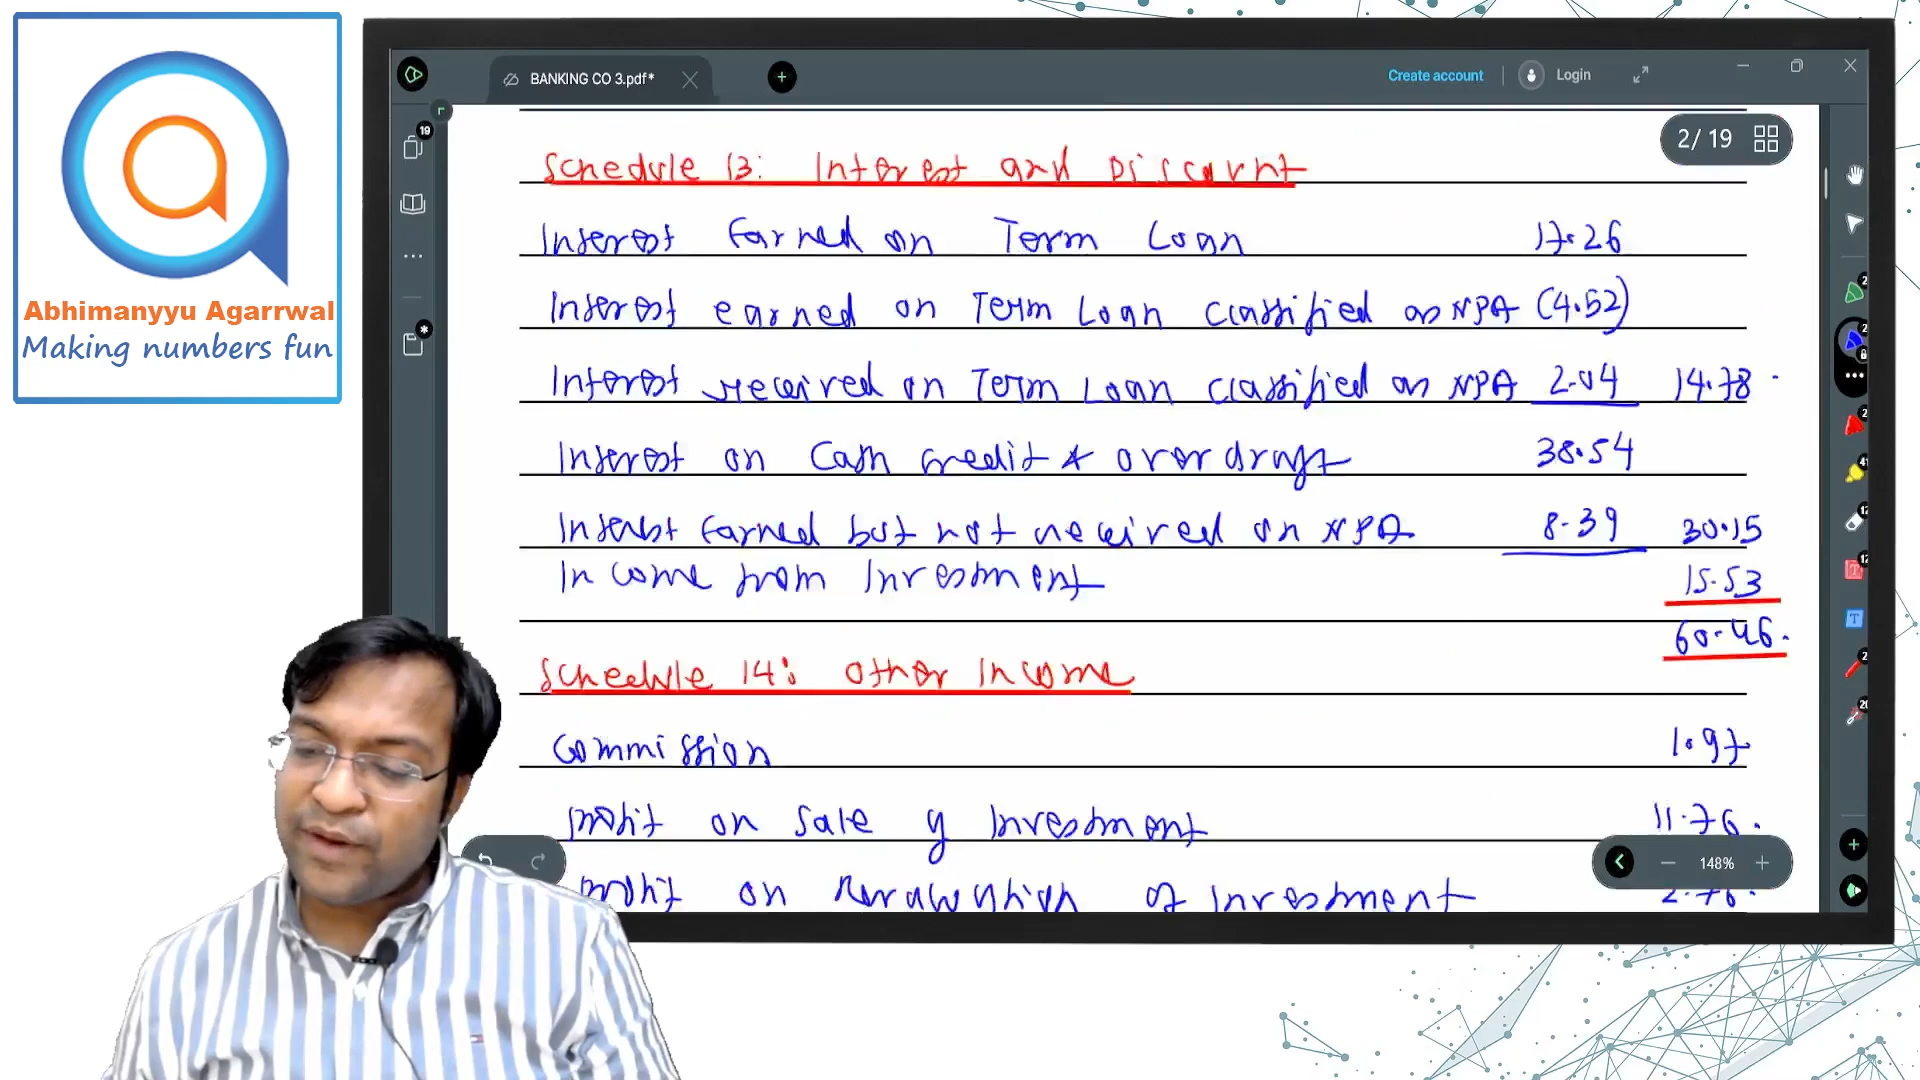 Abhimanyyu Agarrwal
Making numbers fun
BANKING CO 3.pdf*
Create account
Login
2/ 19
19
Schedule 13: Interest and Discount
Interest Earned on Term Loan 17.26
Interest earned on Term Loan classified as NPA (4.52)
Interest received on Term Loan classified as NPA 2.04 14.78
Interest on Cash credit & overdraft 38.54
Interest Earned but not received on NPA 8.39 30.15
Income from Investment 15.53
60.46
Schedule 14: Other Income
Commission 1.97
Profit on Sale of Investment 11.76
Profit on Revaluation of Investment 2.76
148%